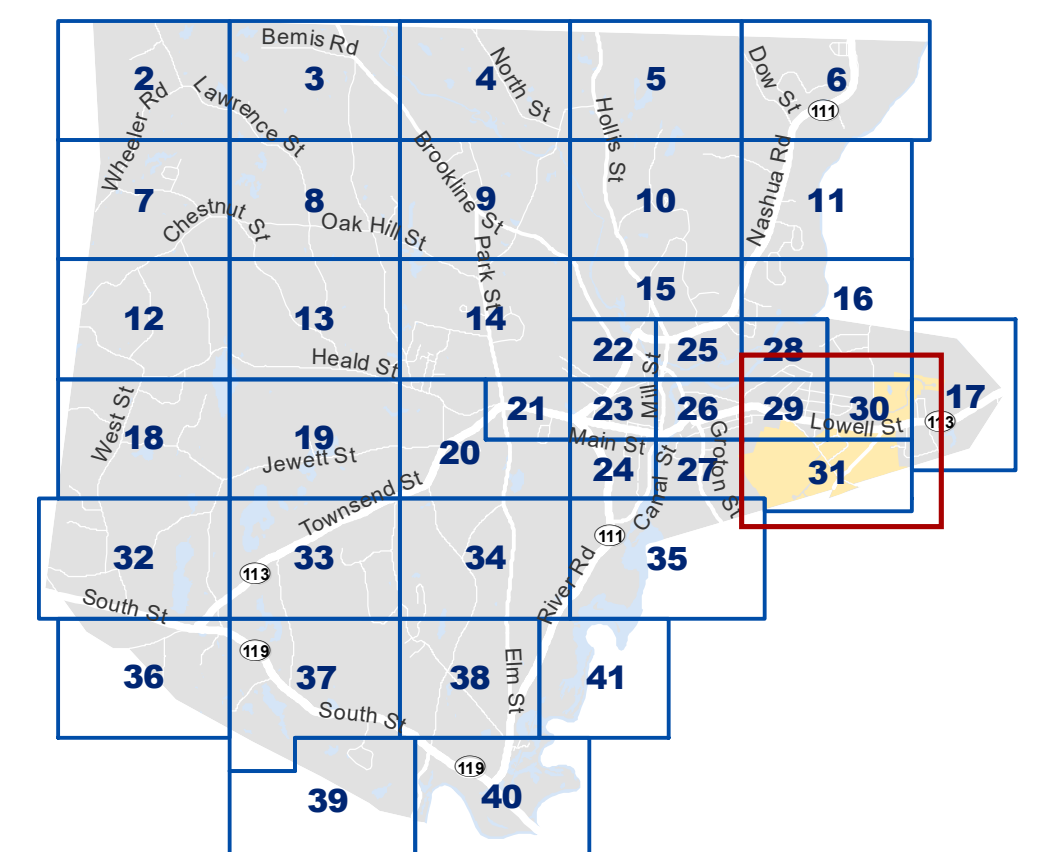 Bemis Rd
2
3
4
5
6
North St
Dow St
111
Wheeler Rd
Lawrence St
Hollis St
Brookline St
Nashua Rd
7
8
9
10
11
Chestnut St
Oak Hill St
Park St
12
13
14
15
16
Heald St
22
25
28
Mill St
17
113
18
West St
19
Jewett St
20
21
23
26
29
30
Lowell St
Main St
24
27
Groton St
31
Canal St
Townsend St
32
33
34
35
111
113
River Rd
South St
119
36
37
38
41
Elm St
South St
119
39
40